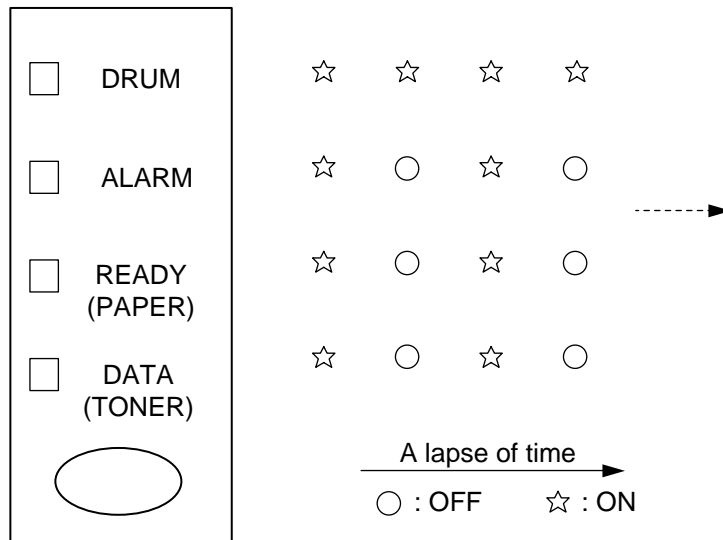 DRUM
ALARM
READY
(PAPER)
DATA
(TONER)
A lapse of time
: OFF
: ON